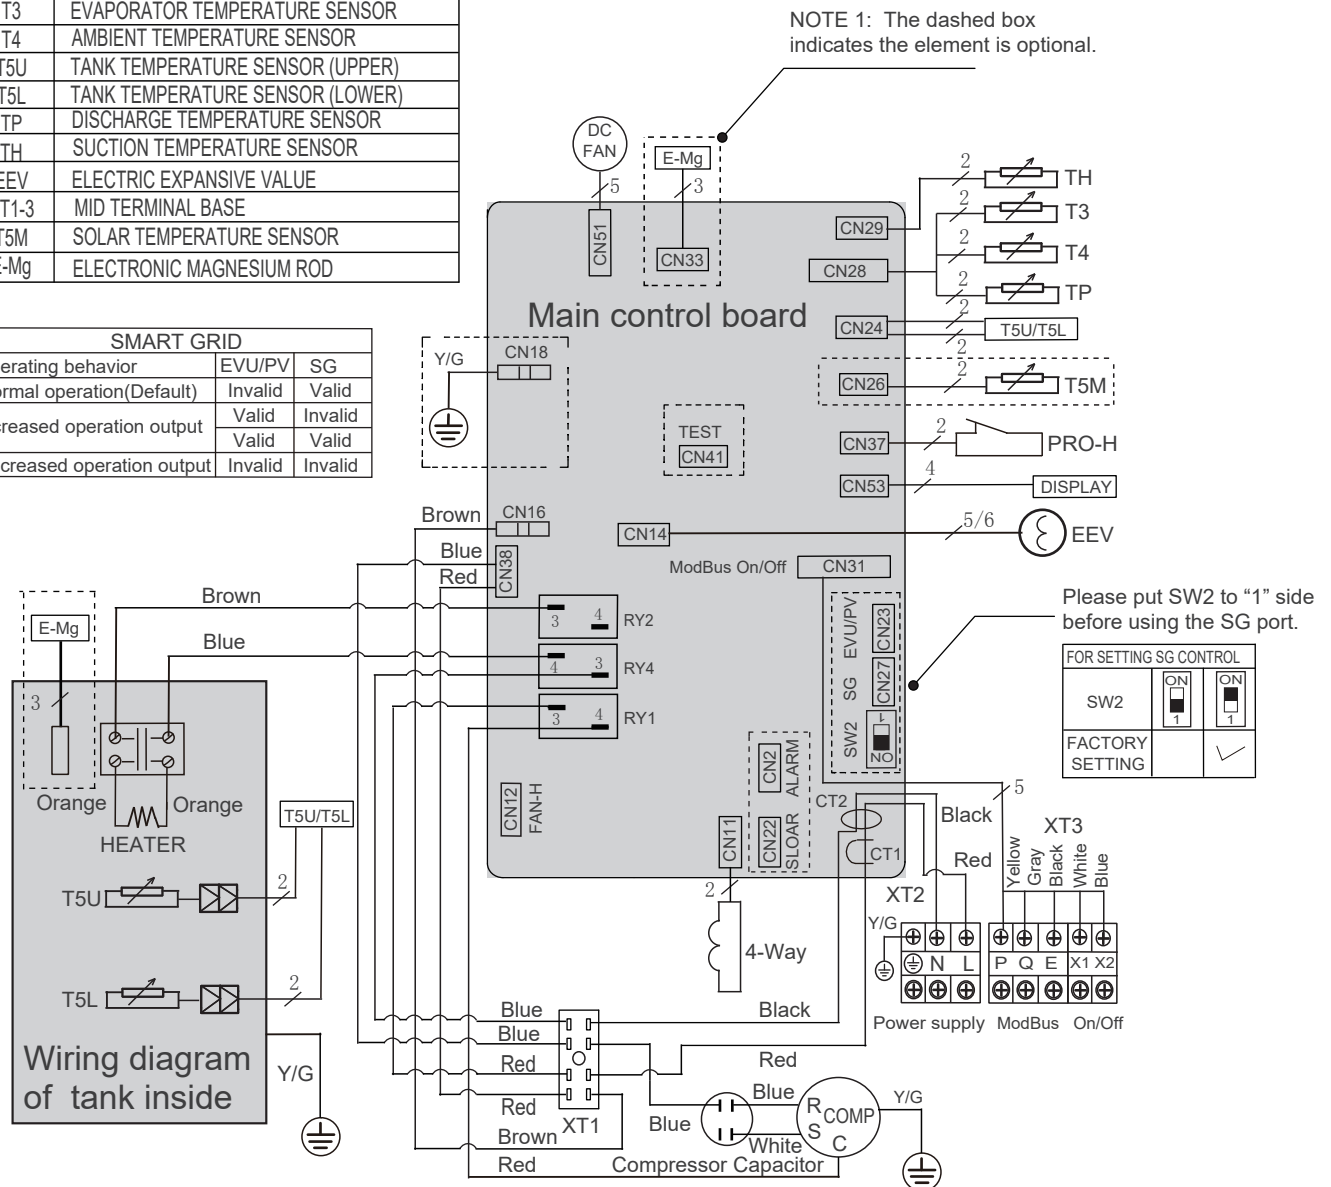 T3 EVAPORATOR TEMPERATURE SENSOR
T4 AMBIENT TEMPERATURE SENSOR
T5U TANK TEMPERATURE SENSOR (UPPER)
T5L TANK TEMPERATURE SENSOR (LOWER)
TP DISCHARGE TEMPERATURE SENSOR
TH SUCTION TEMPERATURE SENSOR
EEV ELECTRIC EXPANSIVE VALUE
T1-3 MID TERMINAL BASE
T5M SOLAR TEMPERATURE SENSOR
E-Mg ELECTRONIC MAGNESIUM ROD
NOTE 1: The dashed box
indicates the element is optional.
SMART GRID
erating behavior EVU/PV SG
ormal operation(Default) Invalid Valid
creased operation output Valid Invalid
Valid Valid
creased operation output Invalid Invalid
DC
FAN
5
E-Mg
3
CN51
CN33
Main control board
Y/G
CN18
TEST
CN41
CN29
2
TH
CN28
2
T3
2
T4
2
TP
CN24
2
2
T5U/T5L
CN26
2
T5M
CN37
2
PRO-H
CN53
4
DISPLAY
CN14
5/6
EEV
ModBus On/Off
CN31
Brown
CN16
Blue
Red
CN38
3 4
RY2
4 3
RY4
3 4
RY1
EVU/PV
CN23
SG
CN27
SW2
1
ON
Please put SW2 to “1” side
before using the SG port.
FOR SETTING SG CONTROL
SW2
ON
1
ON
1
FACTORY
SETTING
CN12
FAN-H
CN2
ALARM
CN22
SLOAR
CN11
2
4-Way
CT2
CT1
Black
Red
5
XT3
Yellow
Gray
Black
White
Blue
XT2
Y/G
N L
P Q E X1 X2
Power supply ModBus On/Off
Brown
Blue
E-Mg
3
Orange
Orange
HEATER
T5U/T5L
T5U
2
T5L
2
Wiring diagram
of tank inside
Y/G
Blue
Blue
Red
Red
Brown
Red
XT1
Black
Red
Blue
Blue
White
Compressor Capacitor
R
S
C
COMP
Y/G